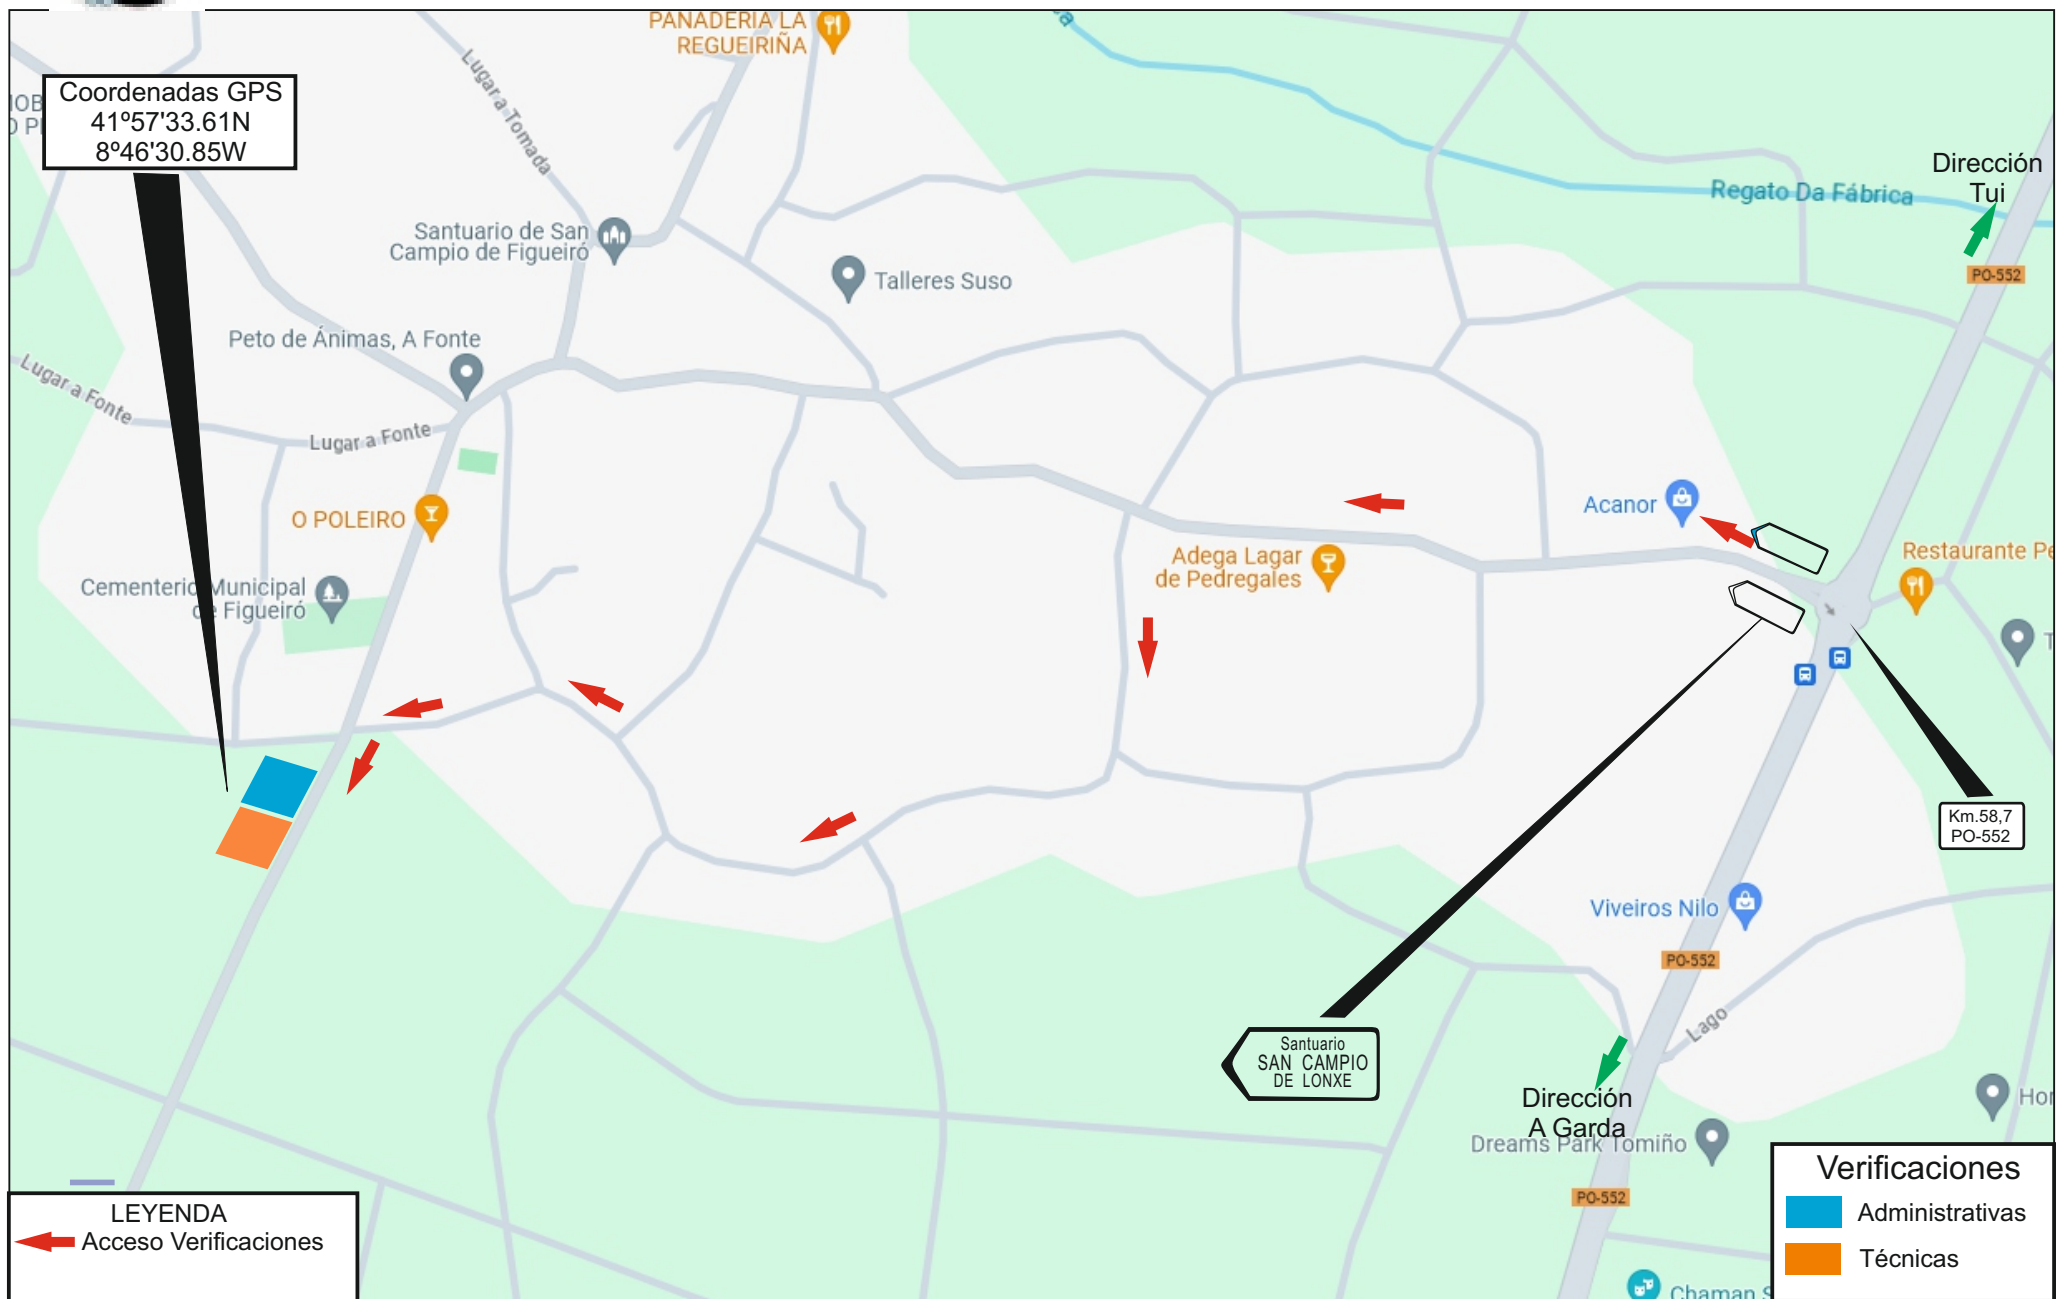 PANADERIA LA
REGUEIRIÑA
Coordenadas GPS
41º57'33.61N
8º46'30.85W
Lugar a Tomada
Dirección
Tui
Regato Da Fábrica
PO-552
Santuario de San
Campio de Figueiró
Talleres Suso
Peto de Ánimas, A Fonte
Lugar a Fonte
Lugar a Fonte
O POLEIRO
Acanor
Adega Lagar
de Pedregales
Restaurante
Cementerio Municipal
de Figueiró
Km.58,7
PO-552
Viveiros Nilo
PO-552
Lago
Santuario
SAN CAMPIO
DE LONXE
Dirección
A Garda
Dreams Park Tomiño
PO-552
Verificaciones
Administrativas
Técnicas
LEYENDA
Acceso Verificaciones
Chaman